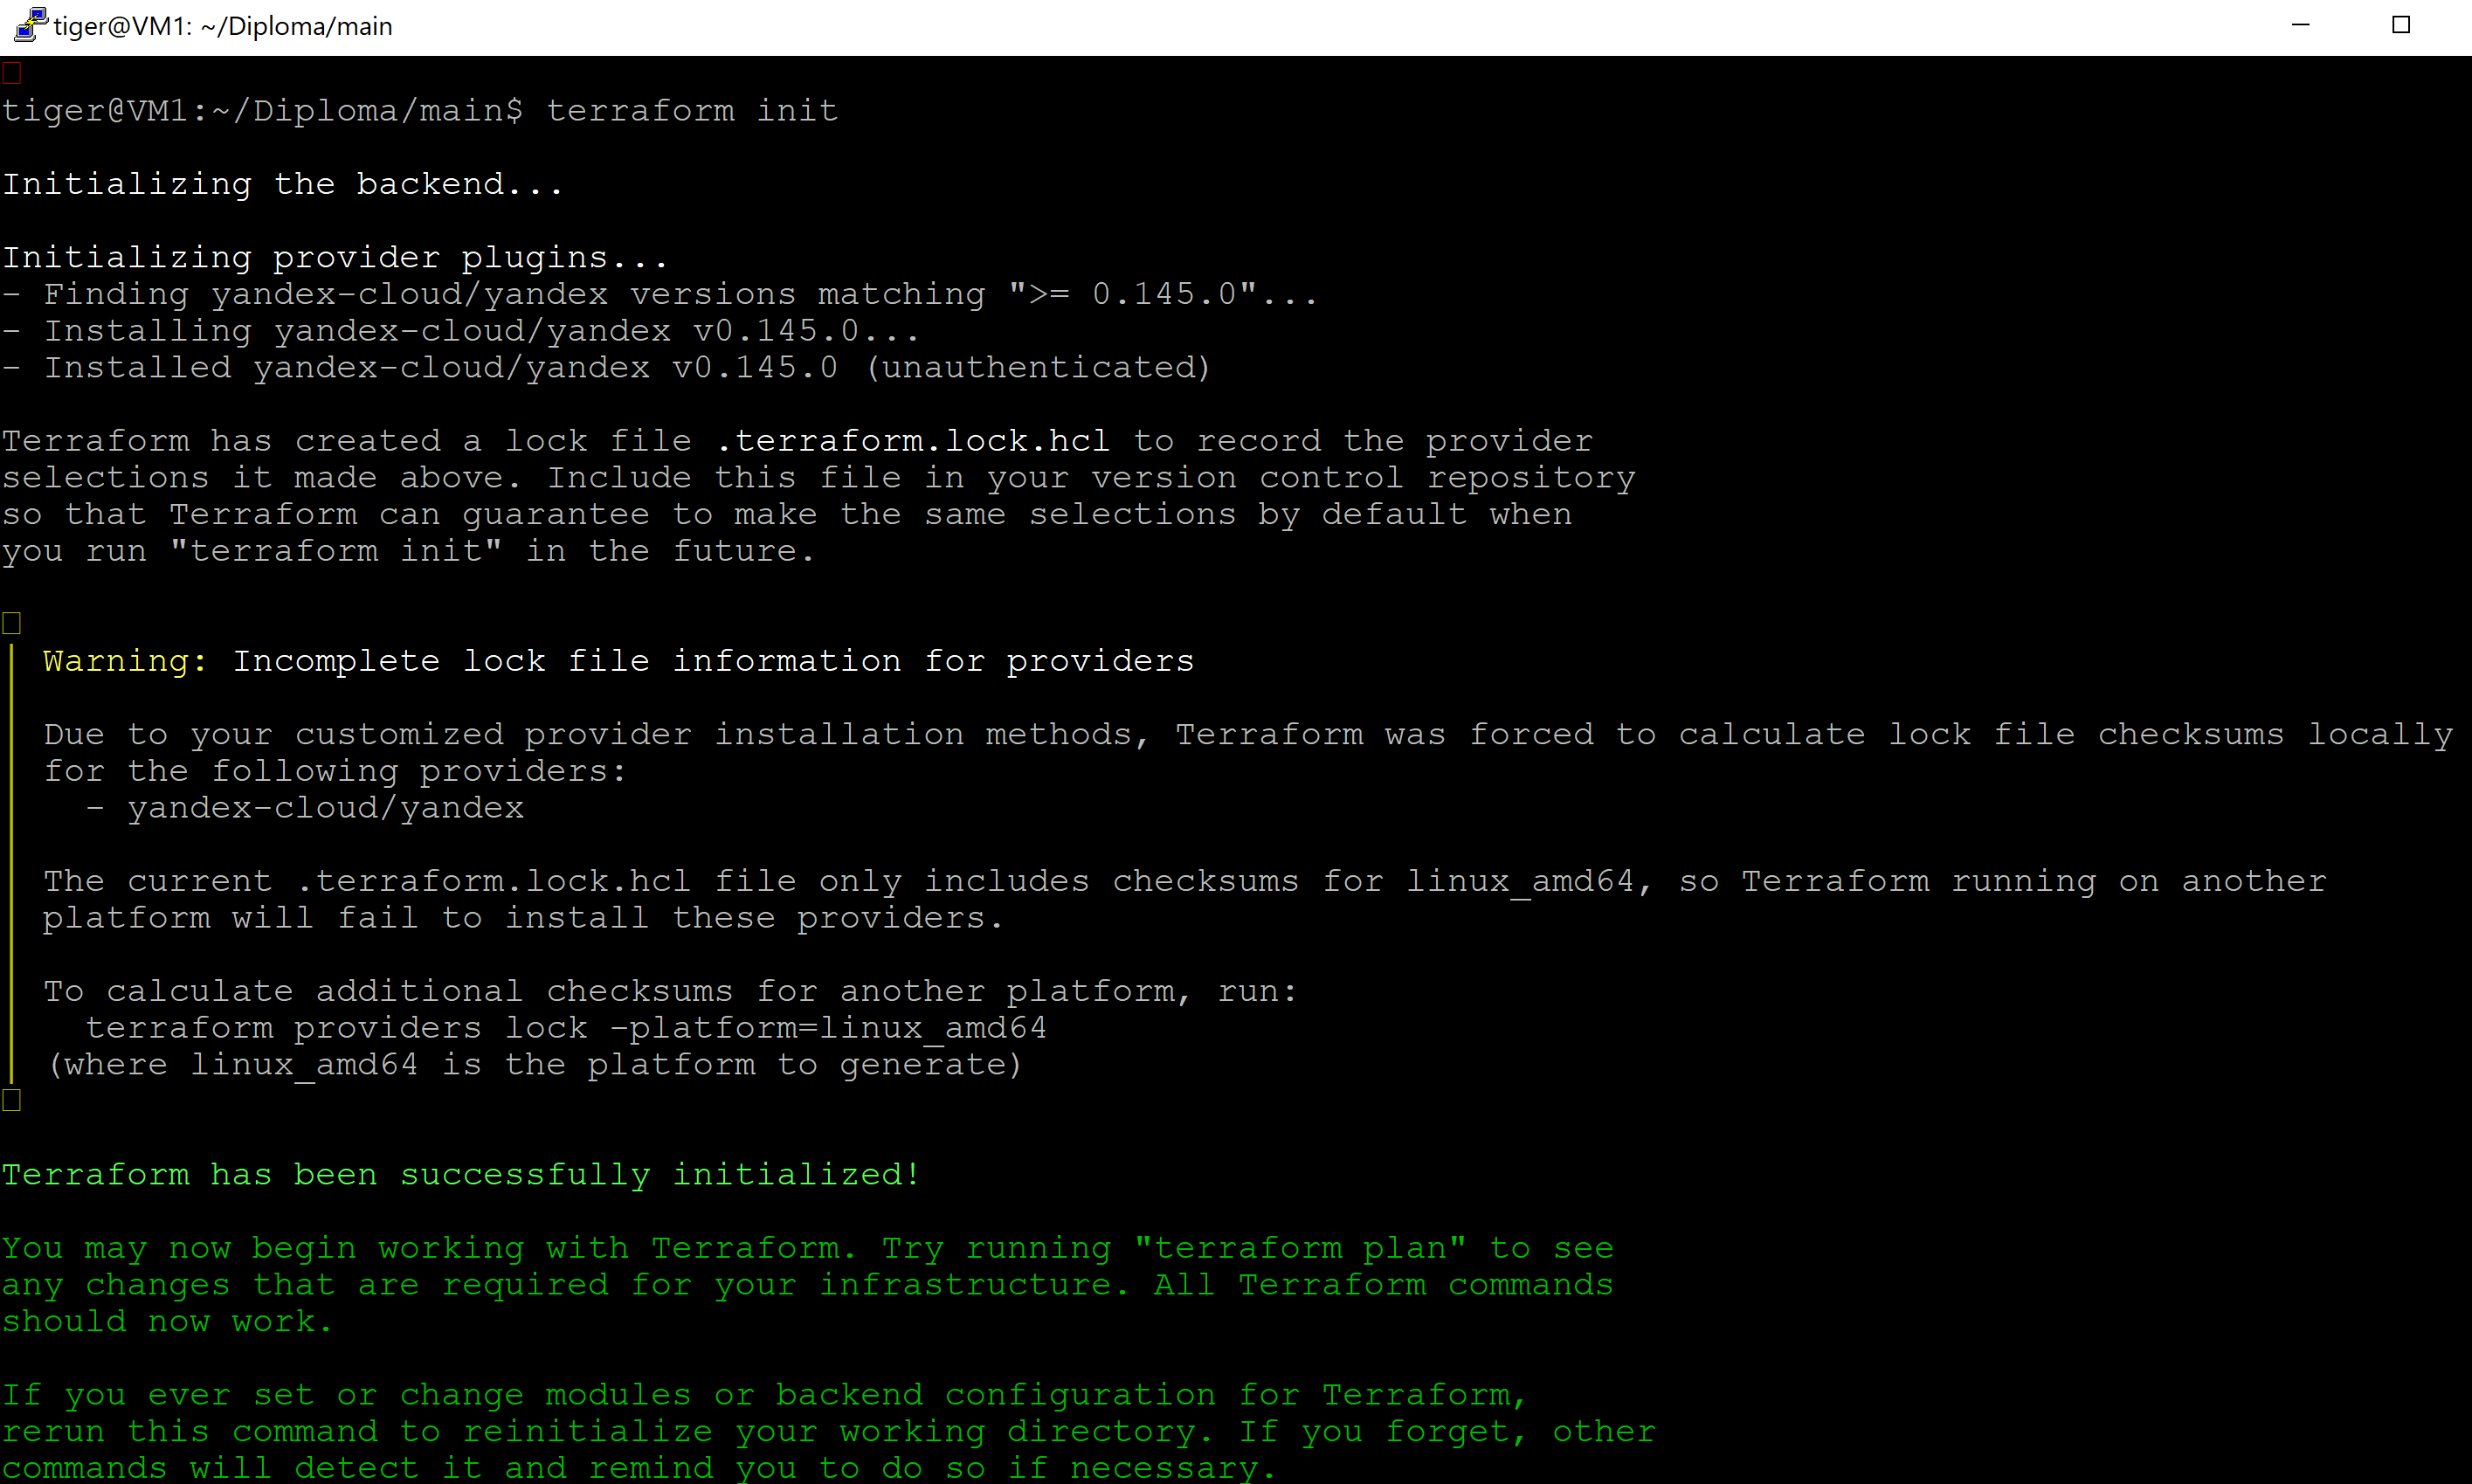 tiger@VM1: ~/Diploma/main
tiger@VM1:~/Diploma/main$ terraform init
Initializing the backend...
Initializing provider plugins...
- Finding yandex-cloud/yandex versions matching ">= 0.145.0"...
- Installing yandex-cloud/yandex v0.145.0...
- Installed yandex-cloud/yandex v0.145.0 (unauthenticated)
Terraform has created a lock file .terraform.lock.hcl to record the provider
selections it made above. Include this file in your version control repository
so that Terraform can guarantee to make the same selections by default when
you run "terraform init" in the future.
Warning: Incomplete lock file information for providers
Due to your customized provider installation methods, Terraform was forced to calculate lock file checksums locally
for the following providers:
- yandex-cloud/yandex
The current .terraform.lock.hcl file only includes checksums for linux_amd64, so Terraform running on another
platform will fail to install these providers.
To calculate additional checksums for another platform, run:
terraform providers lock -platform=linux_amd64
(where linux_amd64 is the platform to generate)
Terraform has been successfully initialized!
You may now begin working with Terraform. Try running "terraform plan" to see
any changes that are required for your infrastructure. All Terraform commands
should now work.
If you ever set or change modules or backend configuration for Terraform,
rerun this command to reinitialize your working directory. If you forget, other
commands will detect it and remind you to do so if necessary.